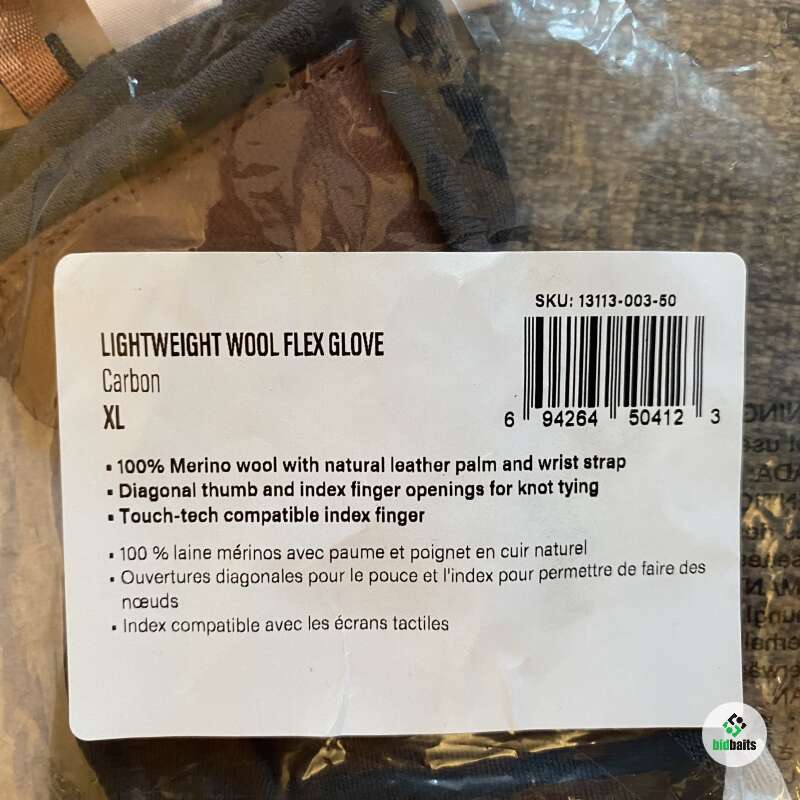 SKU: 13113-003-50
LIGHTWEIGHT WOOL FLEX GLOVE
Carbon
XL
6 94264 50412 3
• 100% Merino wool with natural leather palm and wrist strap
• Diagonal thumb and index finger openings for knot tying
• Touch-tech compatible index finger
• 100 % laine mérinos avec paume et poignet en cuir naturel
• Ouvertures diagonales pour le pouce et l'index pour permettre de faire des
nœuds
• Index compatible avec les écrans tactiles
bidbaits